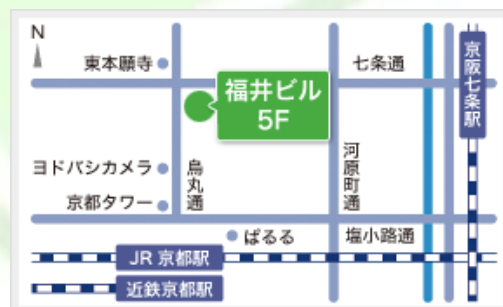 N
東本願寺
七条通
京阪七条駅
福井ビル
5F
ヨドバシカメラ
烏丸通
河原町通
京都タワー
ぱるる
塩小路通
JR 京都駅
近鉄京都駅